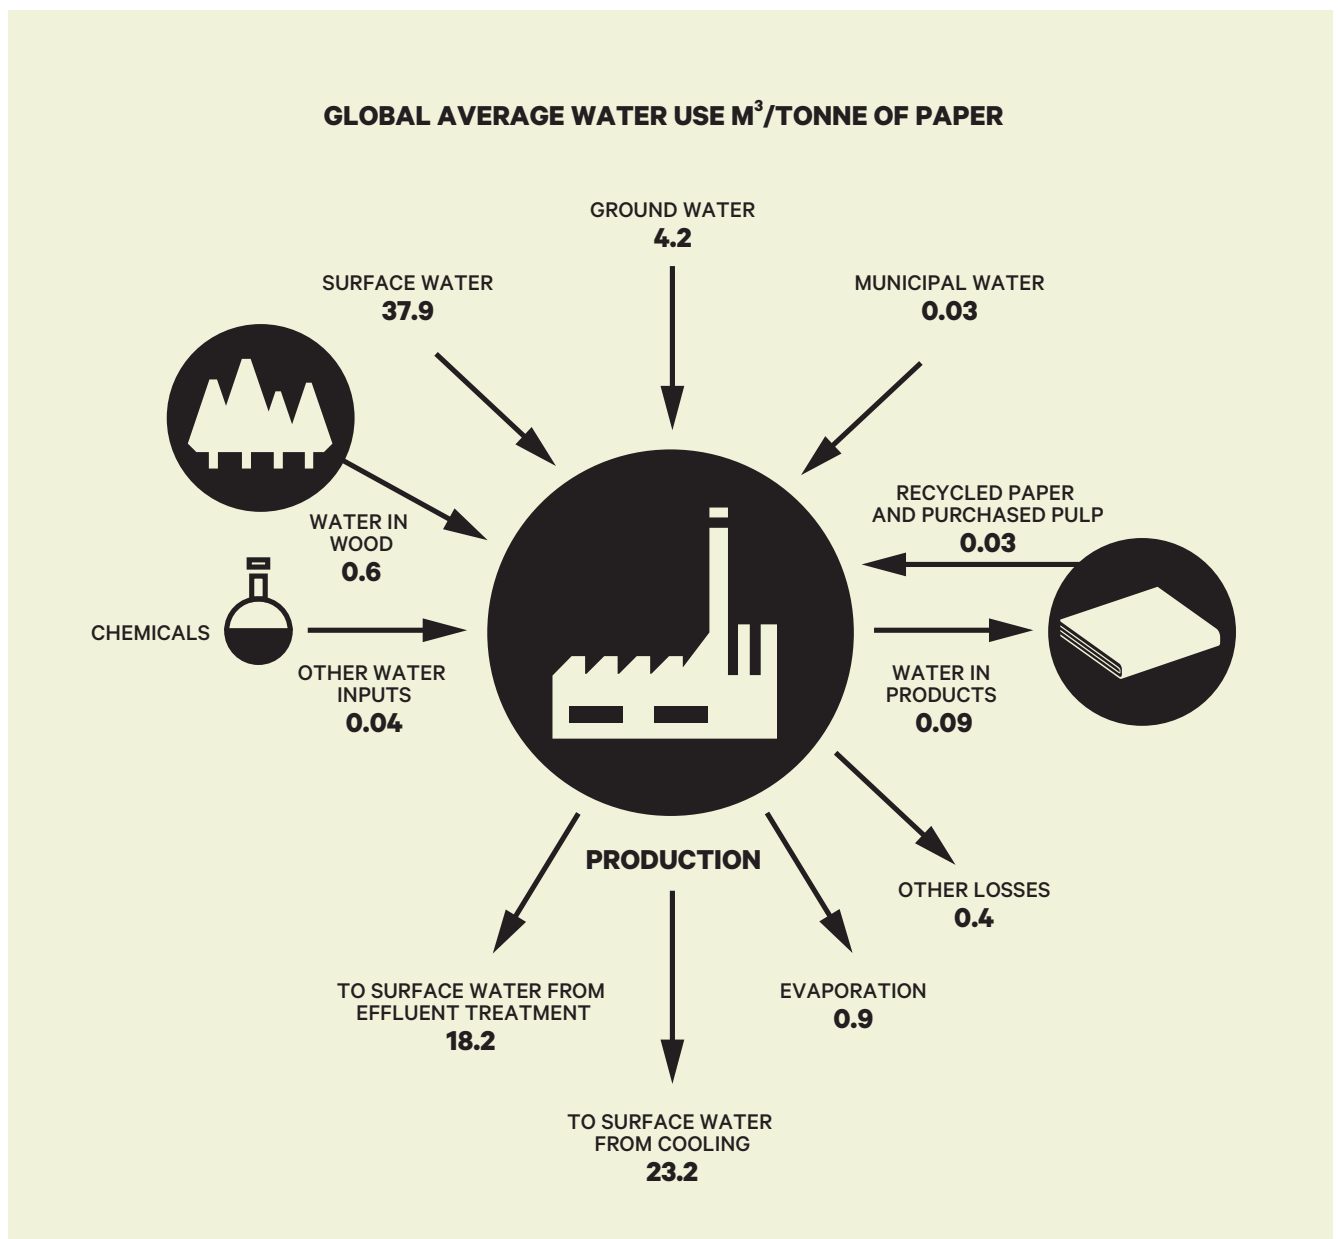 GLOBAL AVERAGE WATER USE M³/TONNE OF PAPER
GROUND WATER
4.2
SURFACE WATER
37.9
MUNICIPAL WATER
0.03
RECYCLED PAPER
AND PURCHASED PULP
0.03
WATER IN
WOOD
0.6
CHEMICALS
OTHER WATER
INPUTS
0.04
WATER IN
PRODUCTS
0.09
PRODUCTION
OTHER LOSSES
0.4
TO SURFACE WATER FROM
EFFLUENT TREATMENT
18.2
EVAPORATION
0.9
TO SURFACE WATER
FROM COOLING
23.2